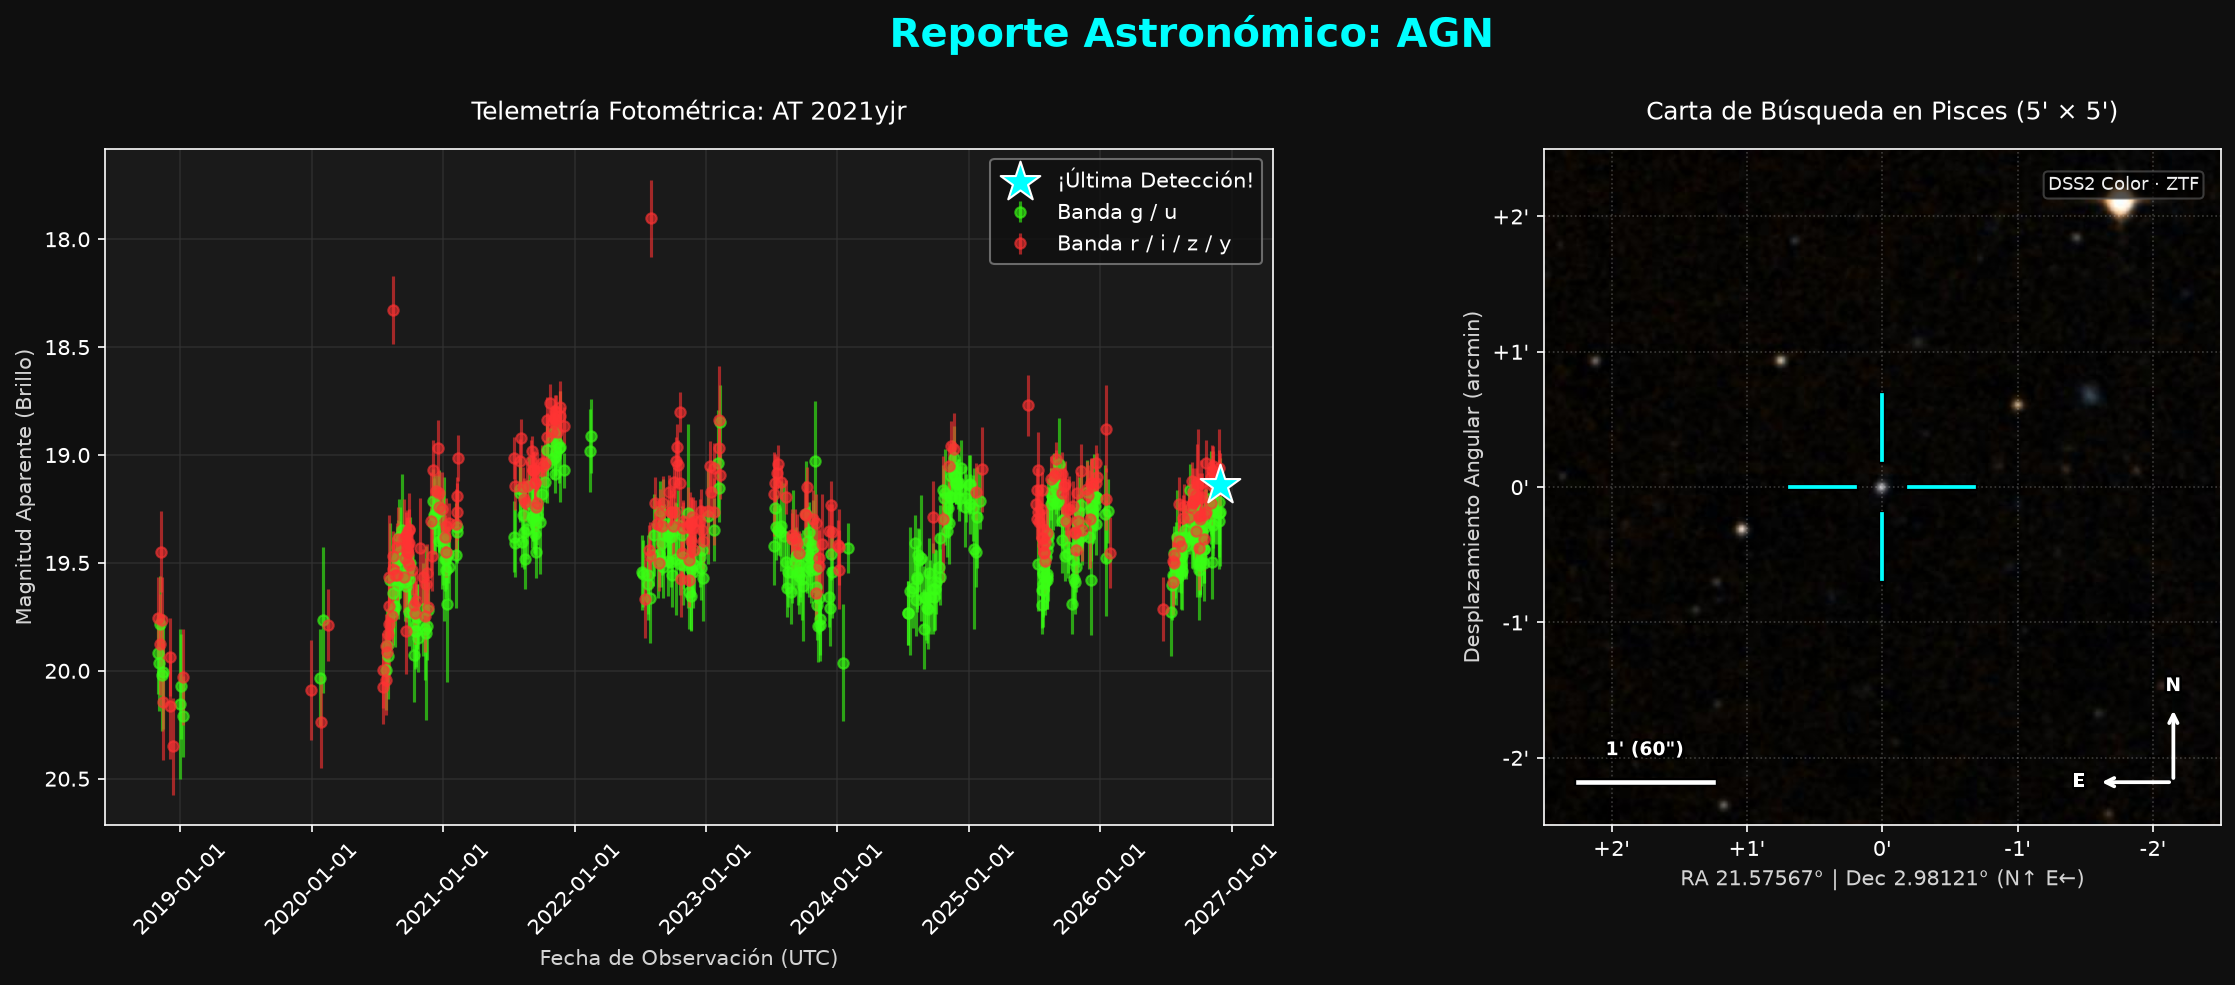 Reporte Astronómico: AGN
Telemetría Fotométrica: AT 2021yjr
¡Última Detección!
Banda g / u
Banda r / i / z / y
Magnitud Aparente (Brillo)
18.0
18.5
19.0
19.5
20.0
20.5
2019-01-01
2020-01-01
2021-01-01
2022-01-01
2023-01-01
2024-01-01
2025-01-01
2026-01-01
2027-01-01
Fecha de Observación (UTC)
Carta de Búsqueda en Pisces (5' × 5')
DSS2 Color · ZTF
Desplazamiento Angular (arcmin)
+2'
+1'
0'
-1'
-2'
N
E
1' (60")
+2'
+1'
0'
-1'
-2'
RA 21.57567° | Dec 2.98121° (N↑ E←)